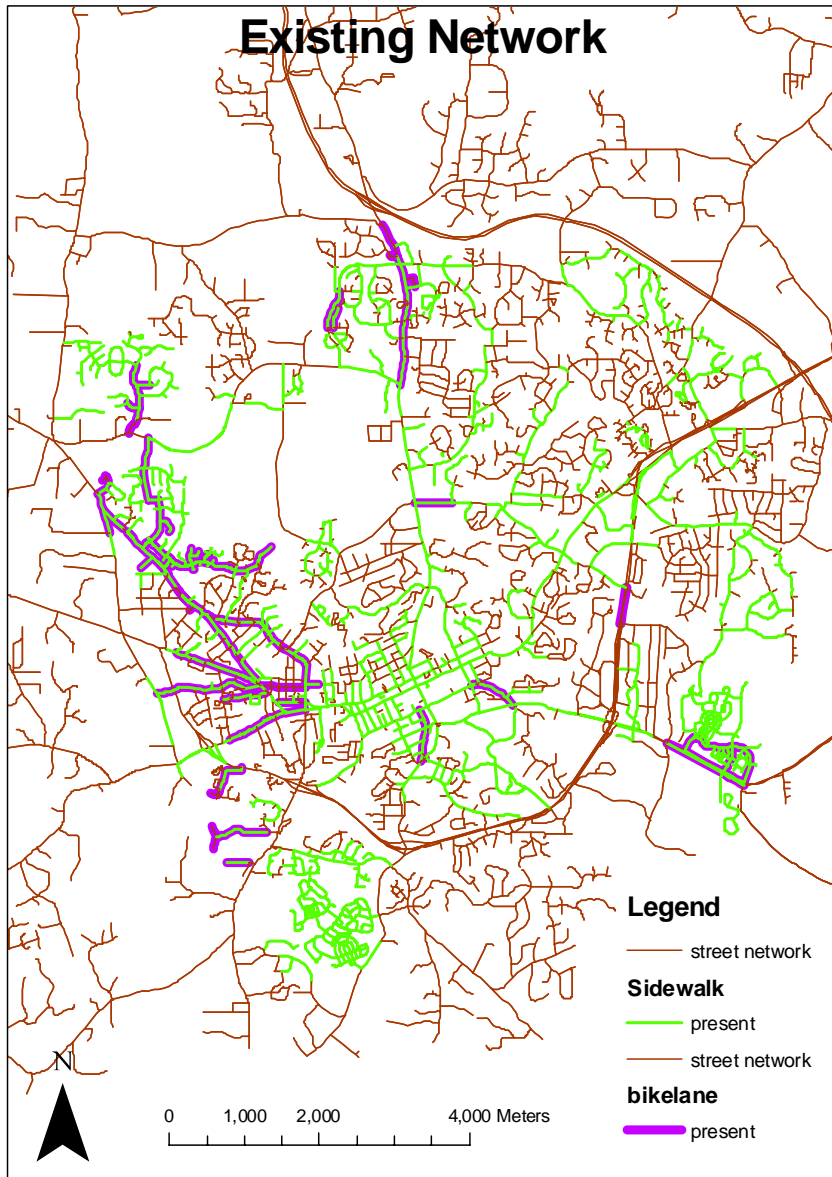 Existing Network
Legend
street network
Sidewalk
present
street network
bikelane
present
N
0 1,000 2,000 4,000 Meters